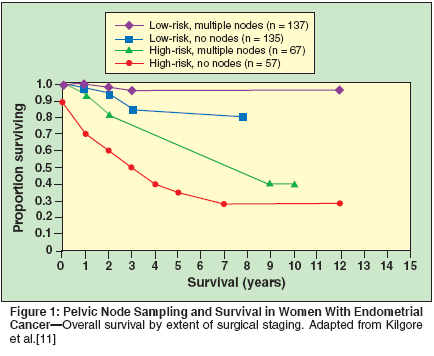 Low-risk, multiple nodes (n = 137)
Low-risk, no nodes (n = 135)
High-risk, multiple nodes (n = 67)
High-risk, no nodes (n = 57)
Proportion surviving
1.0
0.9
0.8
0.7
0.6
0.5
0.4
0.3
0.2
0.1
0
0 1 2 3 4 5 6 7 8 9 10 11 12 13 14 15
Survival (years)
Figure 1: Pelvic Node Sampling and Survival in Women With Endometrial
Cancer—Overall survival by extent of surgical staging. Adapted from Kilgore
et al.[11]